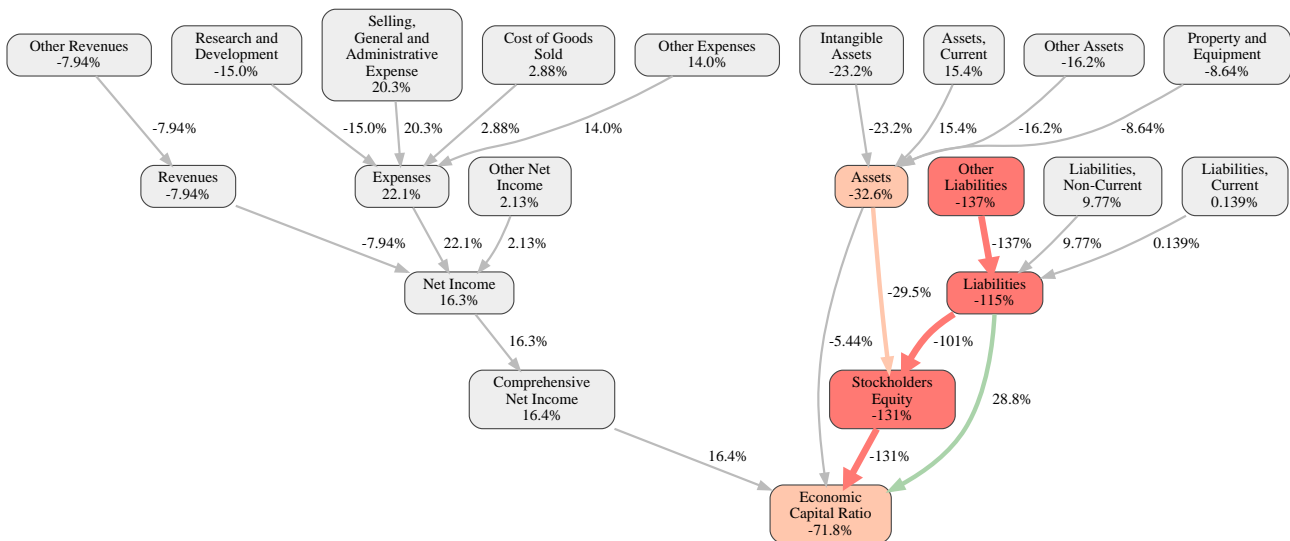 Other Revenues
-7.94%
Research and
Development
-15.0%
Selling,
General and
Administrative
Expense
20.3%
Cost of Goods
Sold
2.88%
Other Expenses
14.0%
Intangible
Assets
-23.2%
Assets,
Current
15.4%
Other Assets
-16.2%
Property and
Equipment
-8.64%
-7.94%
-15.0%
20.3%
2.88%
14.0%
-23.2%
15.4%
-16.2%
-8.64%
Revenues
-7.94%
Expenses
22.1%
Other Net
Income
2.13%
Assets
-32.6%
Other
Liabilities
-137%
Liabilities,
Non-Current
9.77%
Liabilities,
Current
0.139%
-7.94%
22.1%
2.13%
-137%
9.77%
0.139%
Net Income
16.3%
-29.5%
Liabilities
-115%
16.3%
-5.44%
-101%
Comprehensive
Net Income
16.4%
Stockholders
Equity
-131%
28.8%
16.4%
-131%
Economic
Capital Ratio
-71.8%